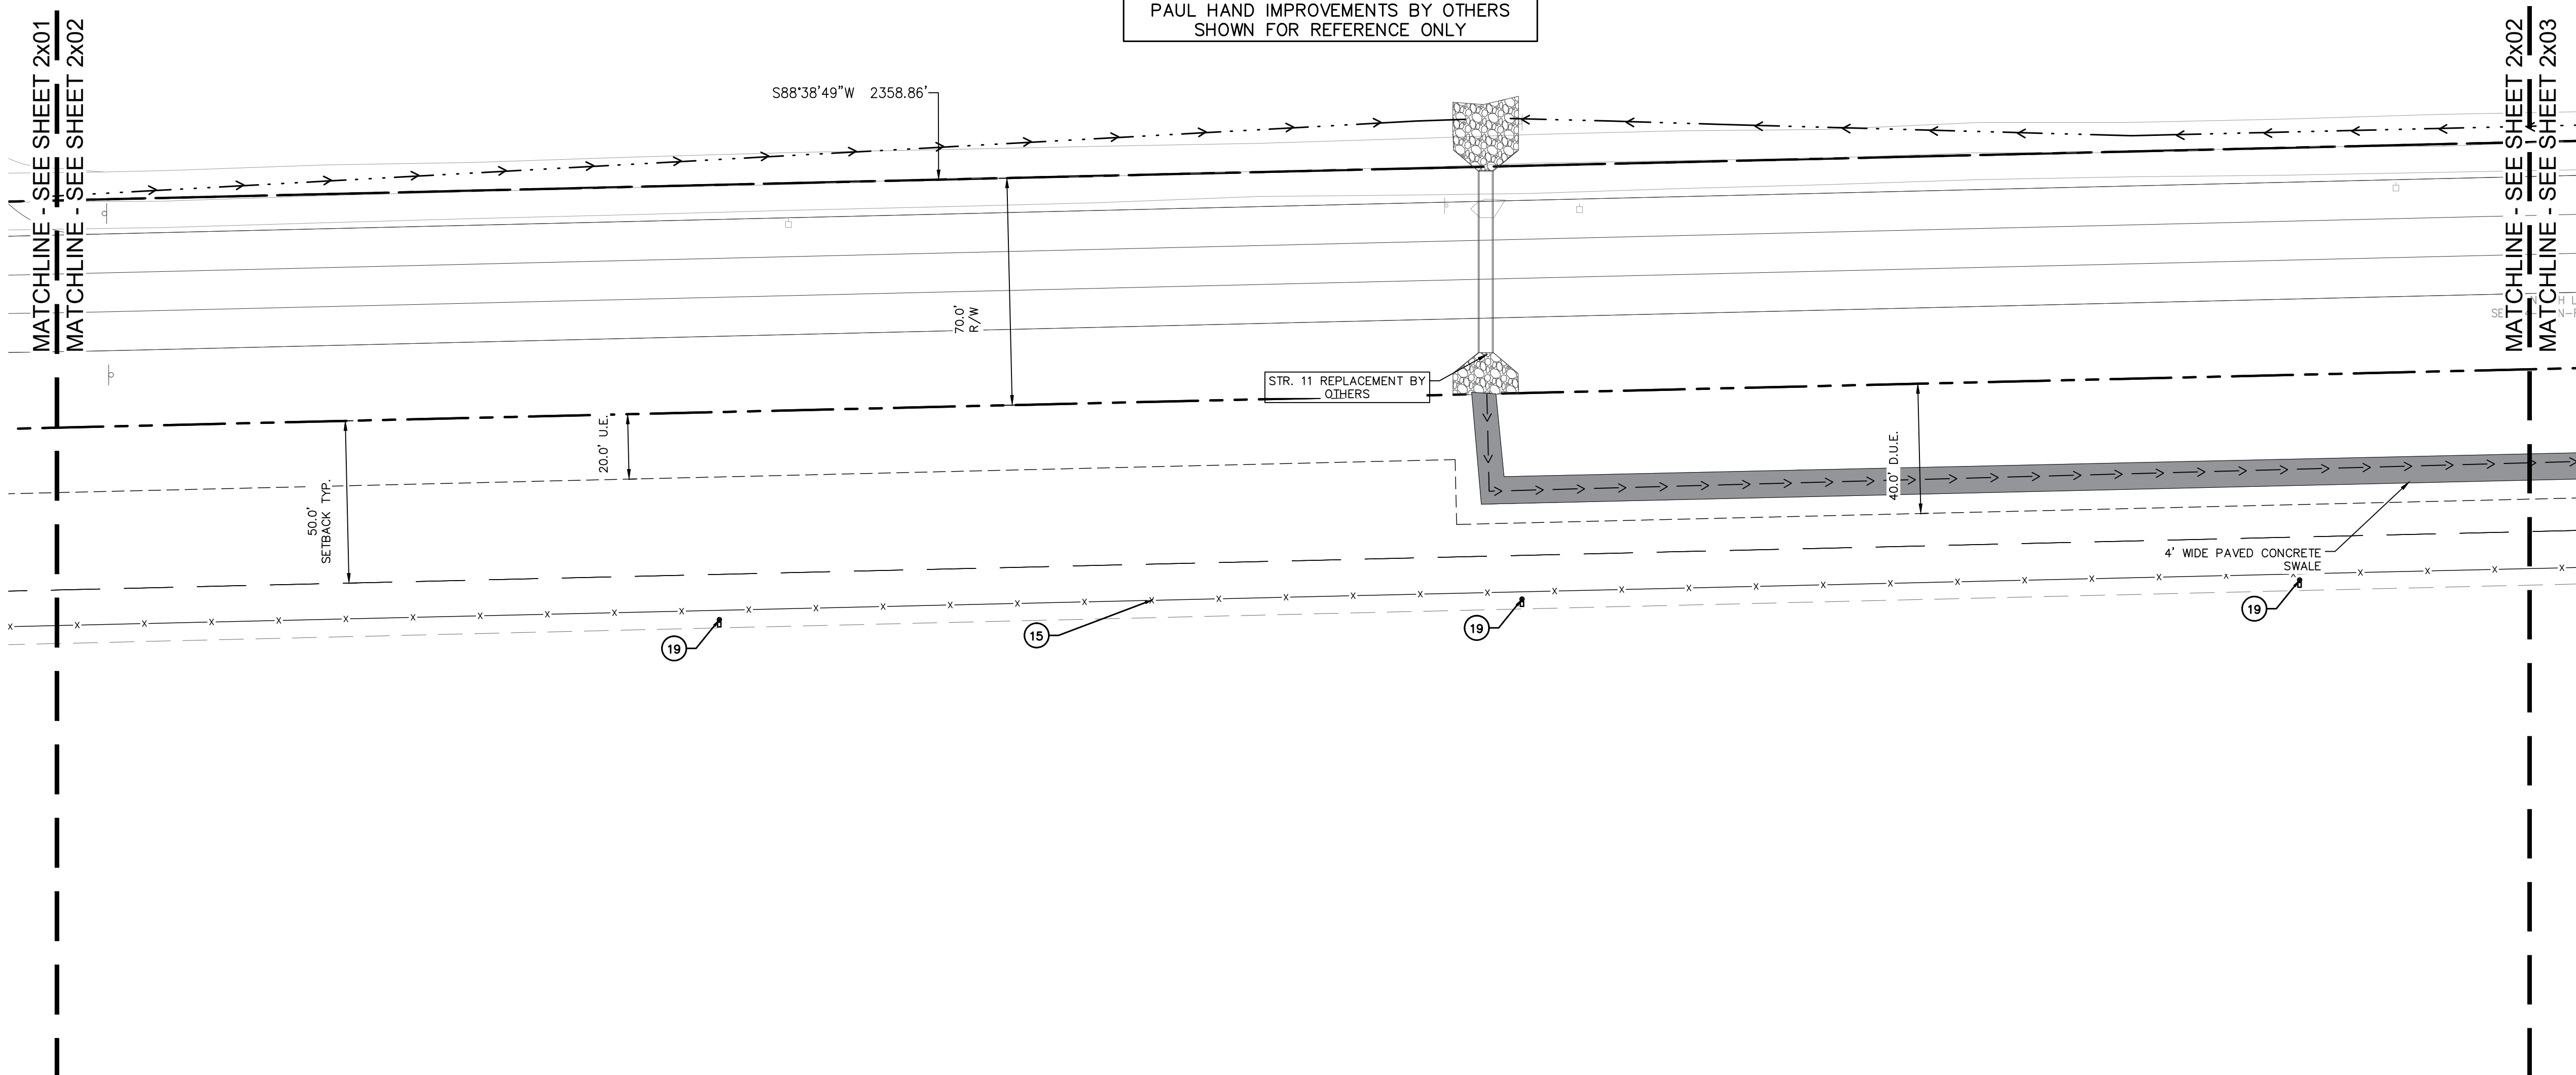 PAUL HAND IMPROVEMENTS BY OTHERS
SHOWN FOR REFERENCE ONLY
MATCHLINE - SEE SHEET 2x01
MATCHLINE - SEE SHEET 2x02
S88°38'49"W 2358.86'
70.0'
R/W
STR. 11 REPLACEMENT BY
OTHERS
20.0' U.E.
50.0'
SETBACK TYP.
40.0' D.U.E.
4' WIDE PAVED CONCRETE
SWALE
19
15
19
19
MATCHLINE - SEE SHEET 2x02
MATCHLINE - SEE SHEET 2x03